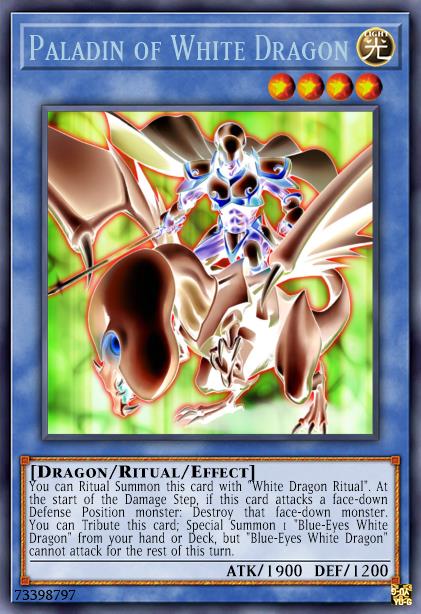 PALADIN OF WHITE DRAGON
LIGHT
光
[DRAGON/RITUAL/EFFECT]
You can Ritual Summon this card with "White Dragon Ritual". At
the start of the Damage Step, if this card attacks a face-down
Defense Position monster: Destroy that face-down monster.
You can Tribute this card; Special Summon 1 "Blue-Eyes White
Dragon" from your hand or Deck, but "Blue-Eyes White Dragon"
cannot attack for the rest of this turn.
ATK/1900 DEF/1200
73398797